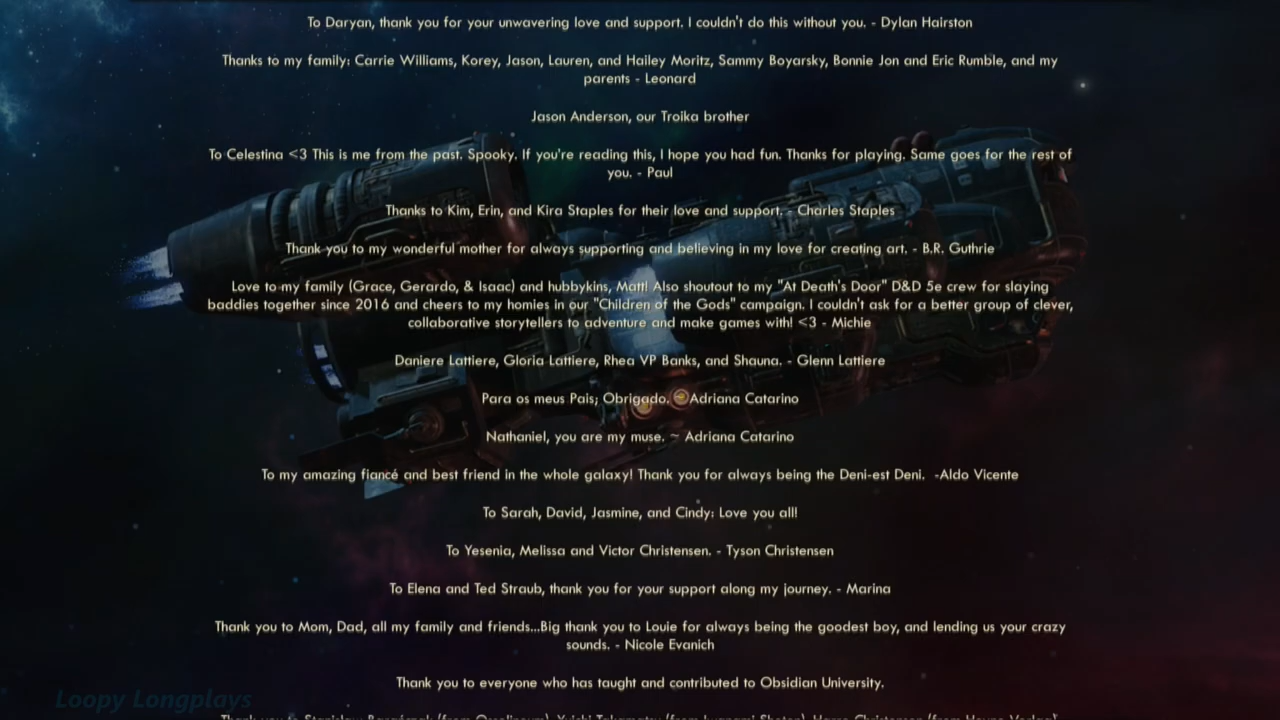 To Daryan, thank you for your unwavering love and support. I couldn't do this without you. - Dylan Hairston
Thanks to my family: Carrie Williams, Korey, Jason, Lauren, and Hailey Moritz, Sammy Boyarsky, Bonnie Jon and Eric Rumble, and my
parents - Leonard
Jason Anderson, our Troika brother
To Celestina <3 This is me from the past. Spooky. If you're reading this, I hope you had fun. Thanks for playing. Same goes for the rest of
you. - Paul
Thanks to Kim, Erin, and Kira Staples for their love and support. - Charles Staples
Thank you to my wonderful mother for always supporting and believing in my love for creating art. - B.R. Guthrie
Love to my family (Grace, Gerardo, & Isaac) and hubbykins, Matt! Also shoutout to my "At Death's Door" D&D 5e crew for slaying
baddies together since 2016 and cheers to my homies in our "Children of the Gods" campaign. I couldn't ask for a better group of clever,
collaborative storytellers to adventure and make games with! <3 - Michie
Daniere Lattiere, Gloria Lattiere, Rhea VP Banks, and Shauna. - Glenn Lattiere
Para os meus Pais; Obrigado. Adriana Catarino
Nathaniel, you are my muse. ~ Adriana Catarino
To my amazing fiancé and best friend in the whole galaxy! Thank you for always being the Deni-est Deni. -Aldo Vicente
To Sarah, David, Jasmine, and Cindy: Love you all!
To Yesenia, Melissa and Victor Christensen. - Tyson Christensen
To Elena and Ted Straub, thank you for your support along my journey. - Marina
Thank you to Mom, Dad, all my family and friends...Big thank you to Louie for always being the goodest boy, and lending us your crazy
sounds. - Nicole Evanich
Thank you to everyone who has taught and contributed to Obsidian University.
Loopy Longplays